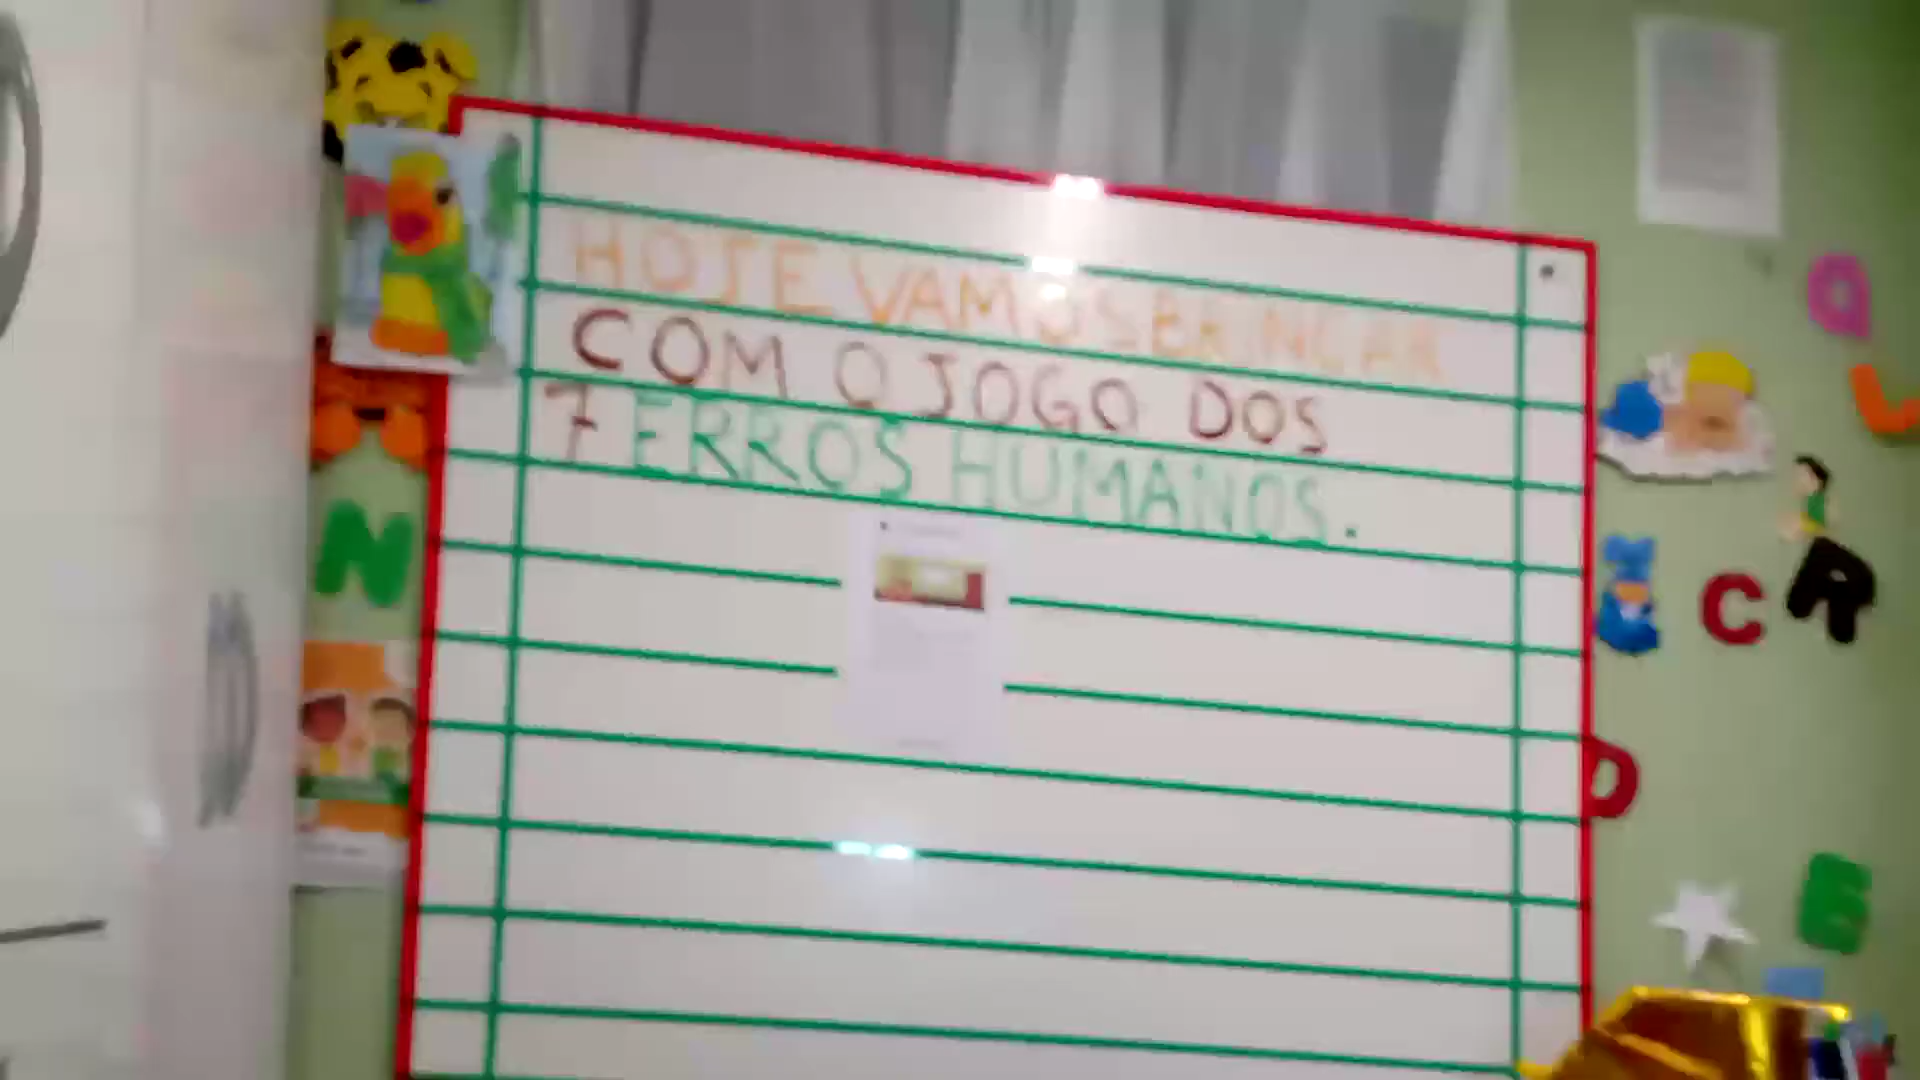 HOJE VAMOS BRINCAR
COM O JOGO DOS
7 ERROS HUMANOS.
N
Q
L
C
R
D
E